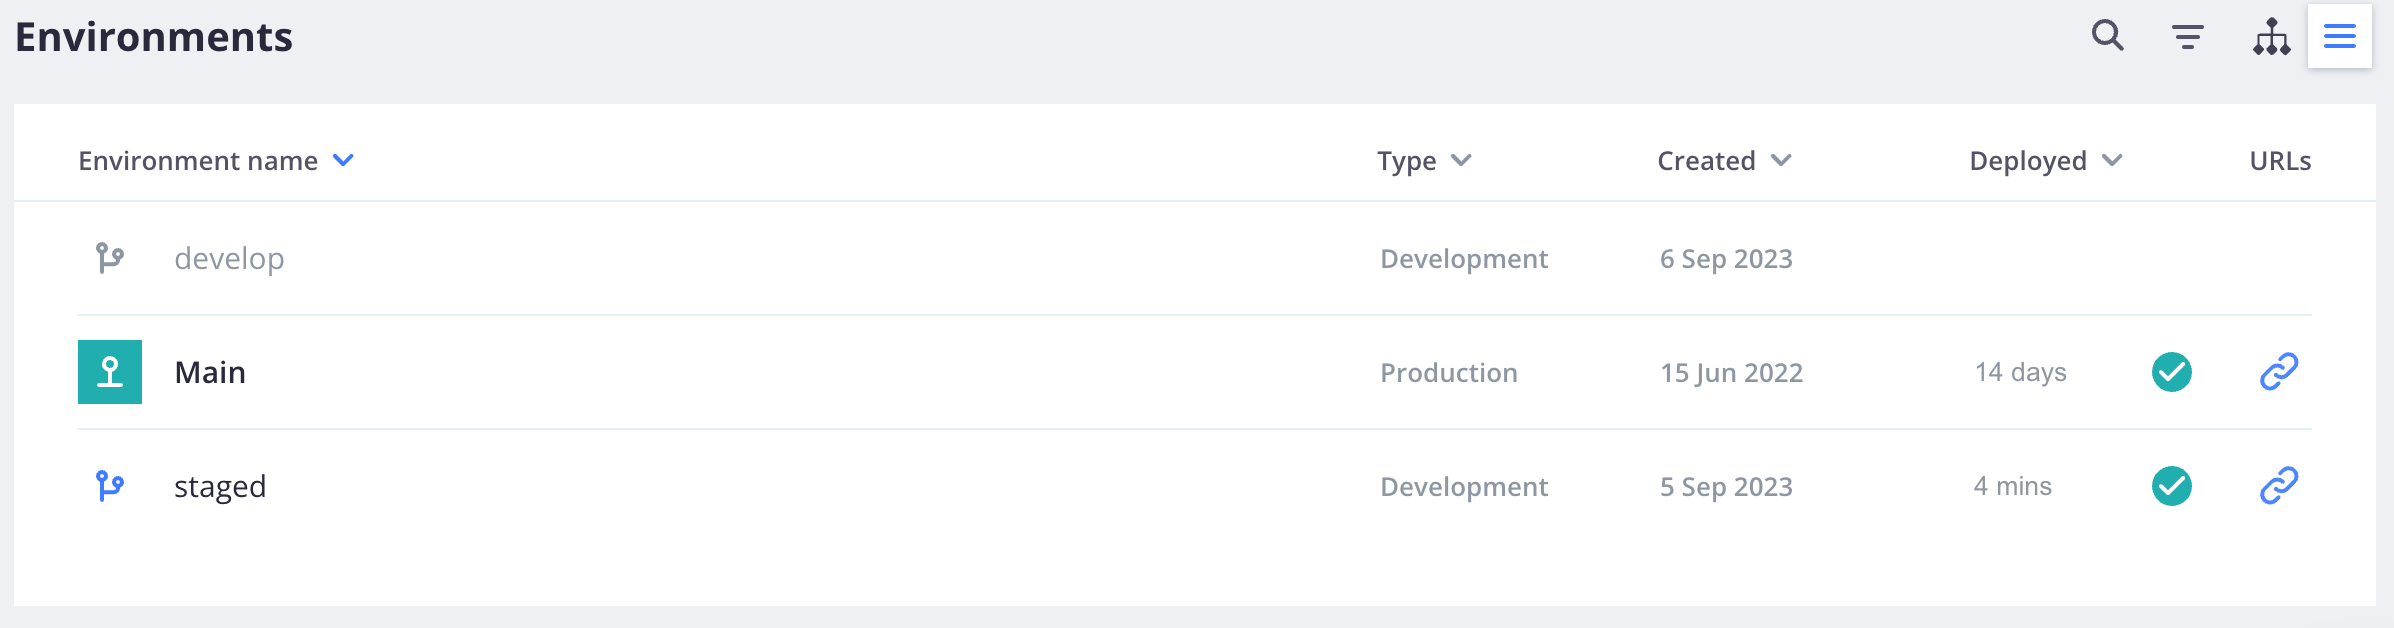 Environments
Environment name Type Created Deployed URLs
develop Development 6 Sep 2023
Main Production 15 Jun 2022 14 days
staged Development 5 Sep 2023 4 mins